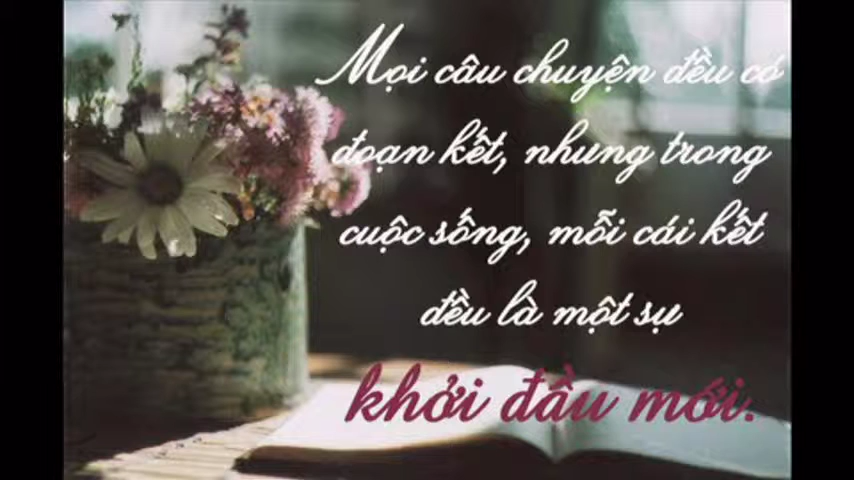 Mọi câu chuyện đều có
đoạn kết, nhưng trong
cuộc sống, mỗi cái kết
đều là một sự
khởi đầu mới.